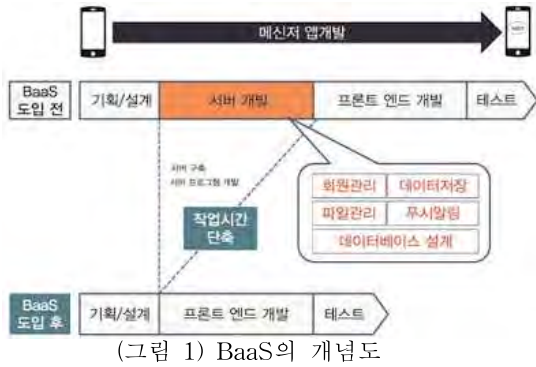 메신저 앱개발
BaaS
도입 전
기획/설계
서버 개발
프론트 엔드 개발
테스트
서버 구축
서버 프로그램 개발
회원관리
데이터저장
작업시간
단축
파일관리
푸시알림
데이터베이스 설계
BaaS
도입 후
기획/설계
프론트 엔드 개발
테스트
(그림 1) BaaS의 개념도